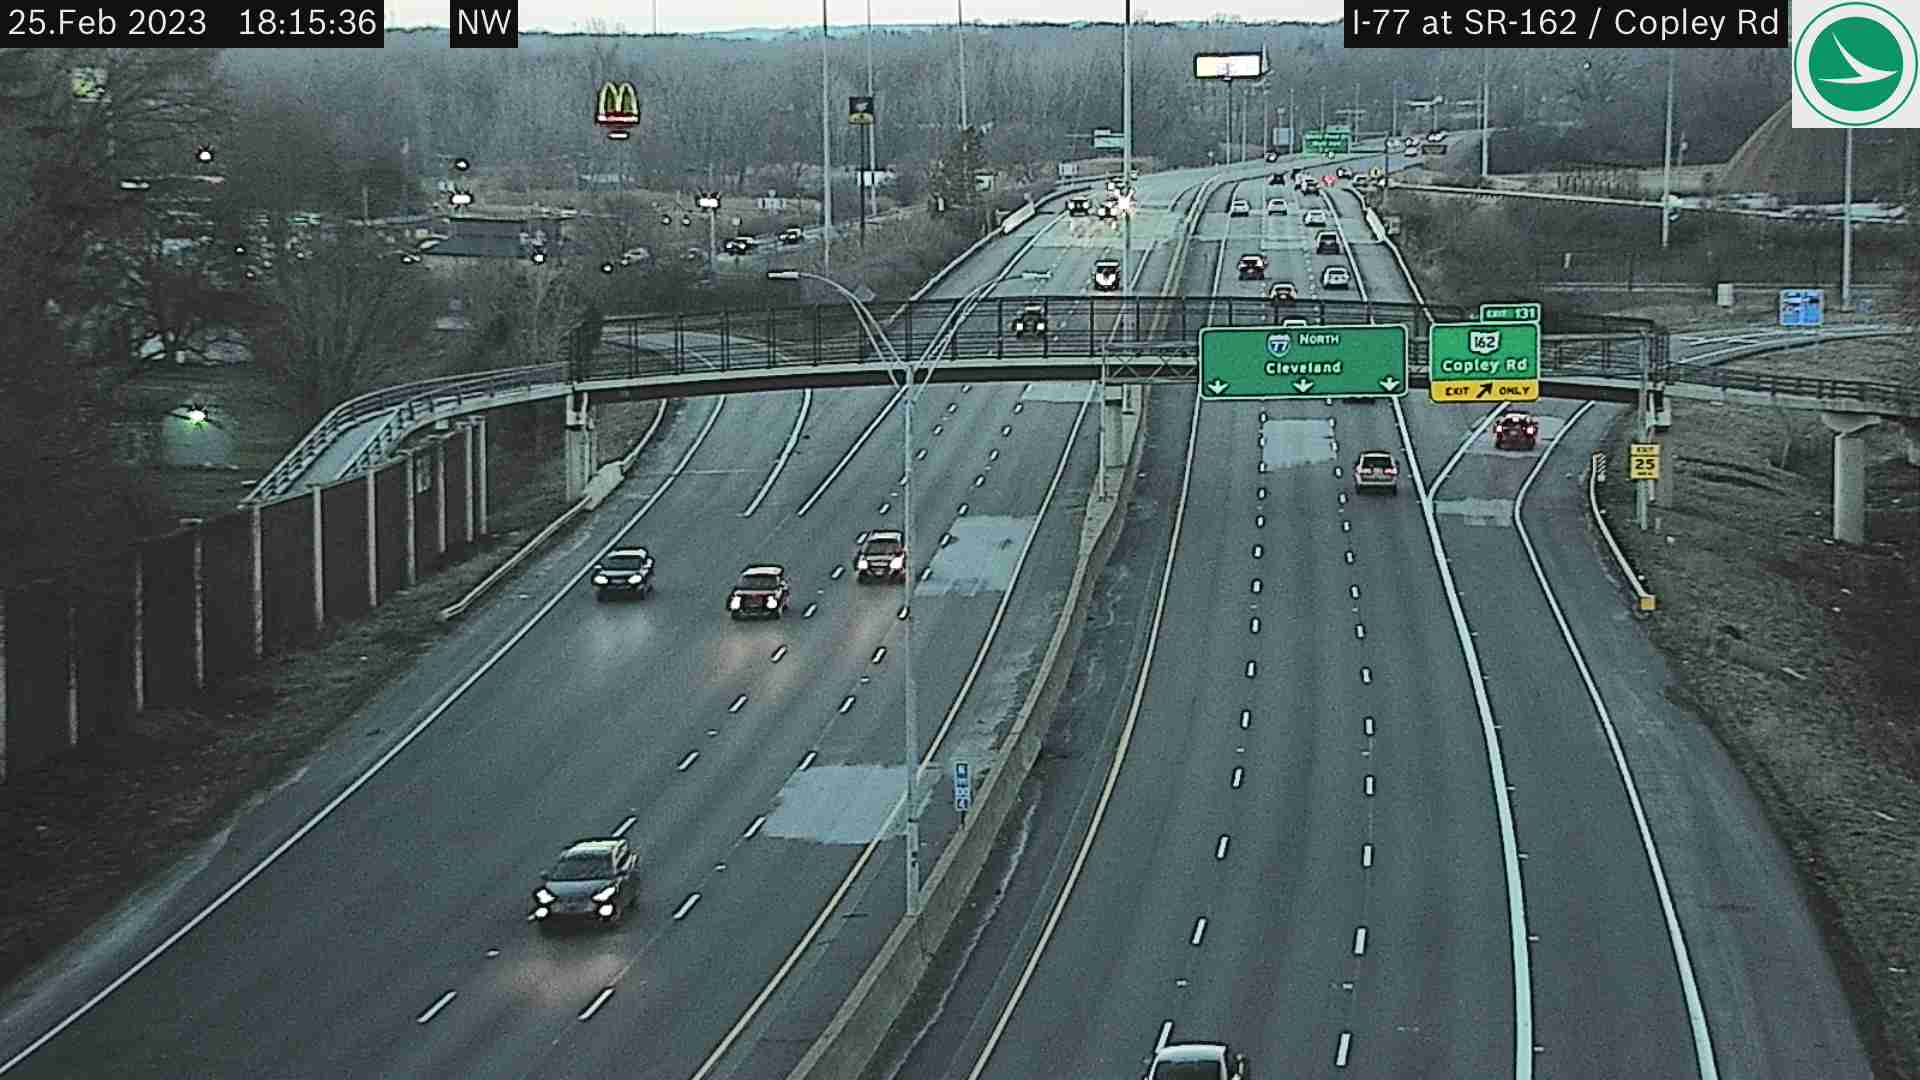 25.Feb 2023 18:15:36
NW
I-77 at SR-162 / Copley Rd
77 NORTH
Cleveland
EXIT 131
162
Copley Rd
EXIT ONLY
EXIT
25